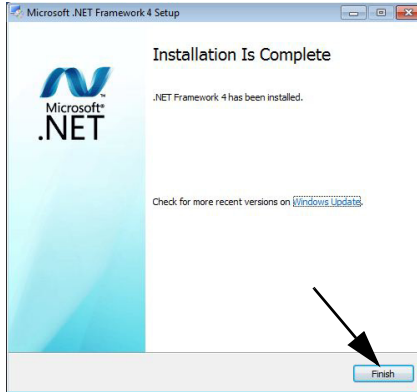 Microsoft .NET Framework 4 Setup
Installation Is Complete
Microsoft®
.NET
.NET Framework 4 has been installed.
Check for more recent versions on Windows Update.
Finish